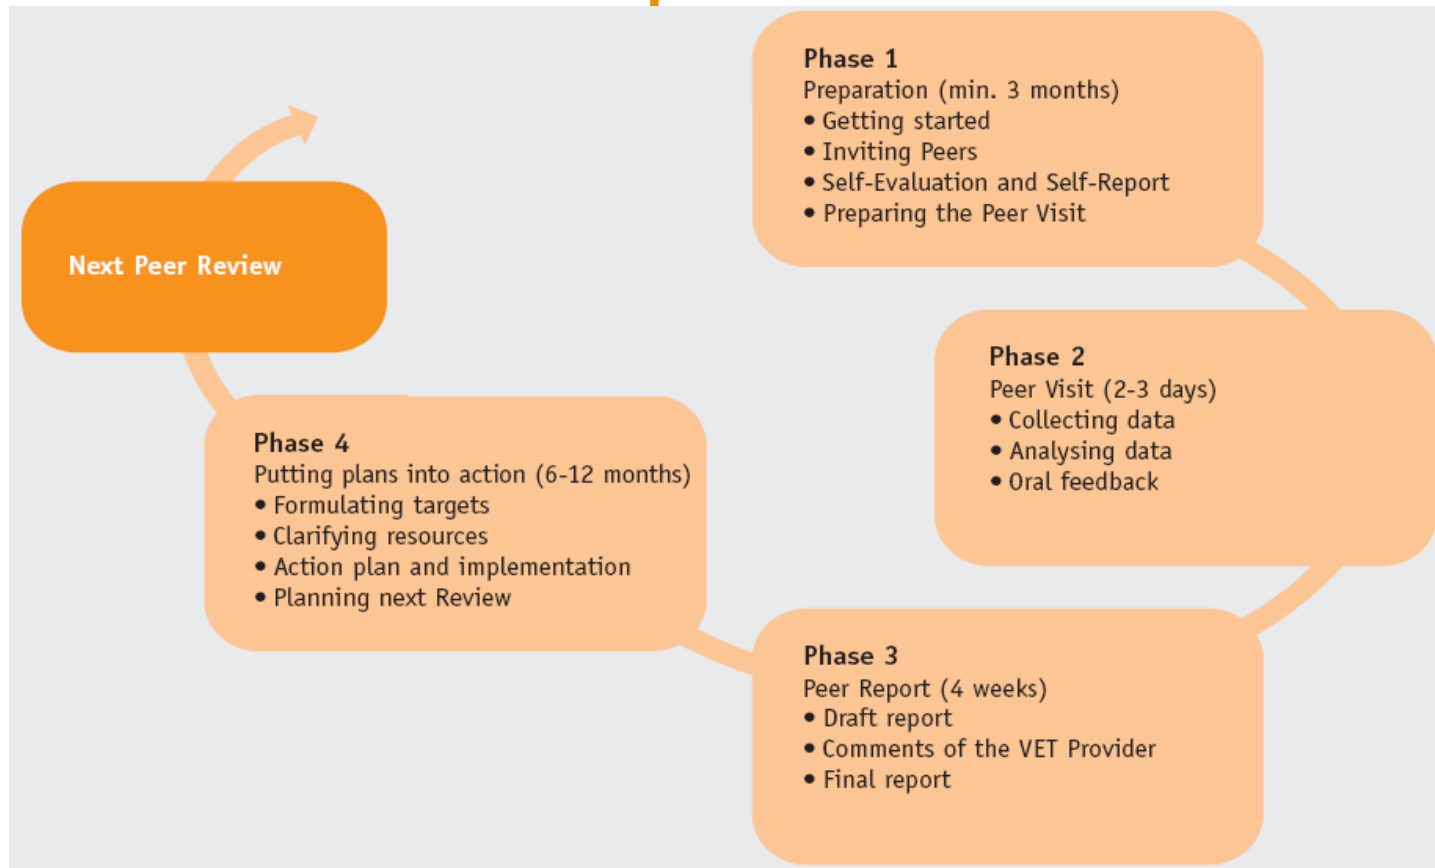 Phase 1
Preparation (min. 3 months)
• Getting started
• Inviting Peers
• Self-Evaluation and Self-Report
• Preparing the Peer Visit
Next Peer Review
Phase 2
Peer Visit (2-3 days)
• Collecting data
• Analysing data
• Oral feedback
Phase 4
Putting plans into action (6-12 months)
• Formulating targets
• Clarifying resources
• Action plan and implementation
• Planning next Review
Phase 3
Peer Report (4 weeks)
• Draft report
• Comments of the VET Provider
• Final report